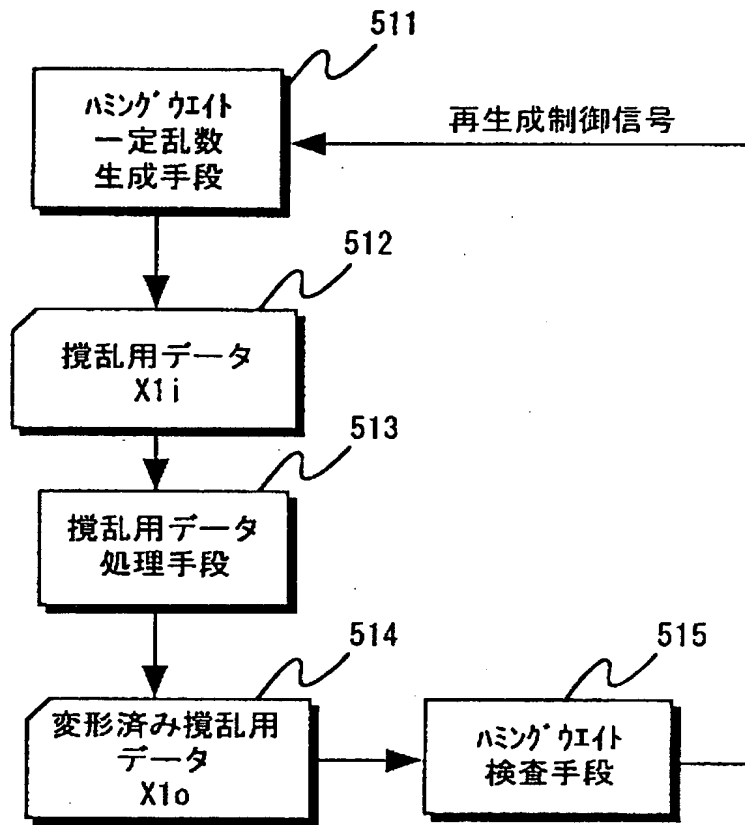 511
ﾊﾐﾝｸﾞｳｴｲﾄ
一定乱数
生成手段
再生成制御信号
512
撹乱用データ
X1i
513
撹乱用データ
処理手段
514
変形済み撹乱用
データ
X1o
515
ﾊﾐﾝｸﾞｳｴｲﾄ
検査手段